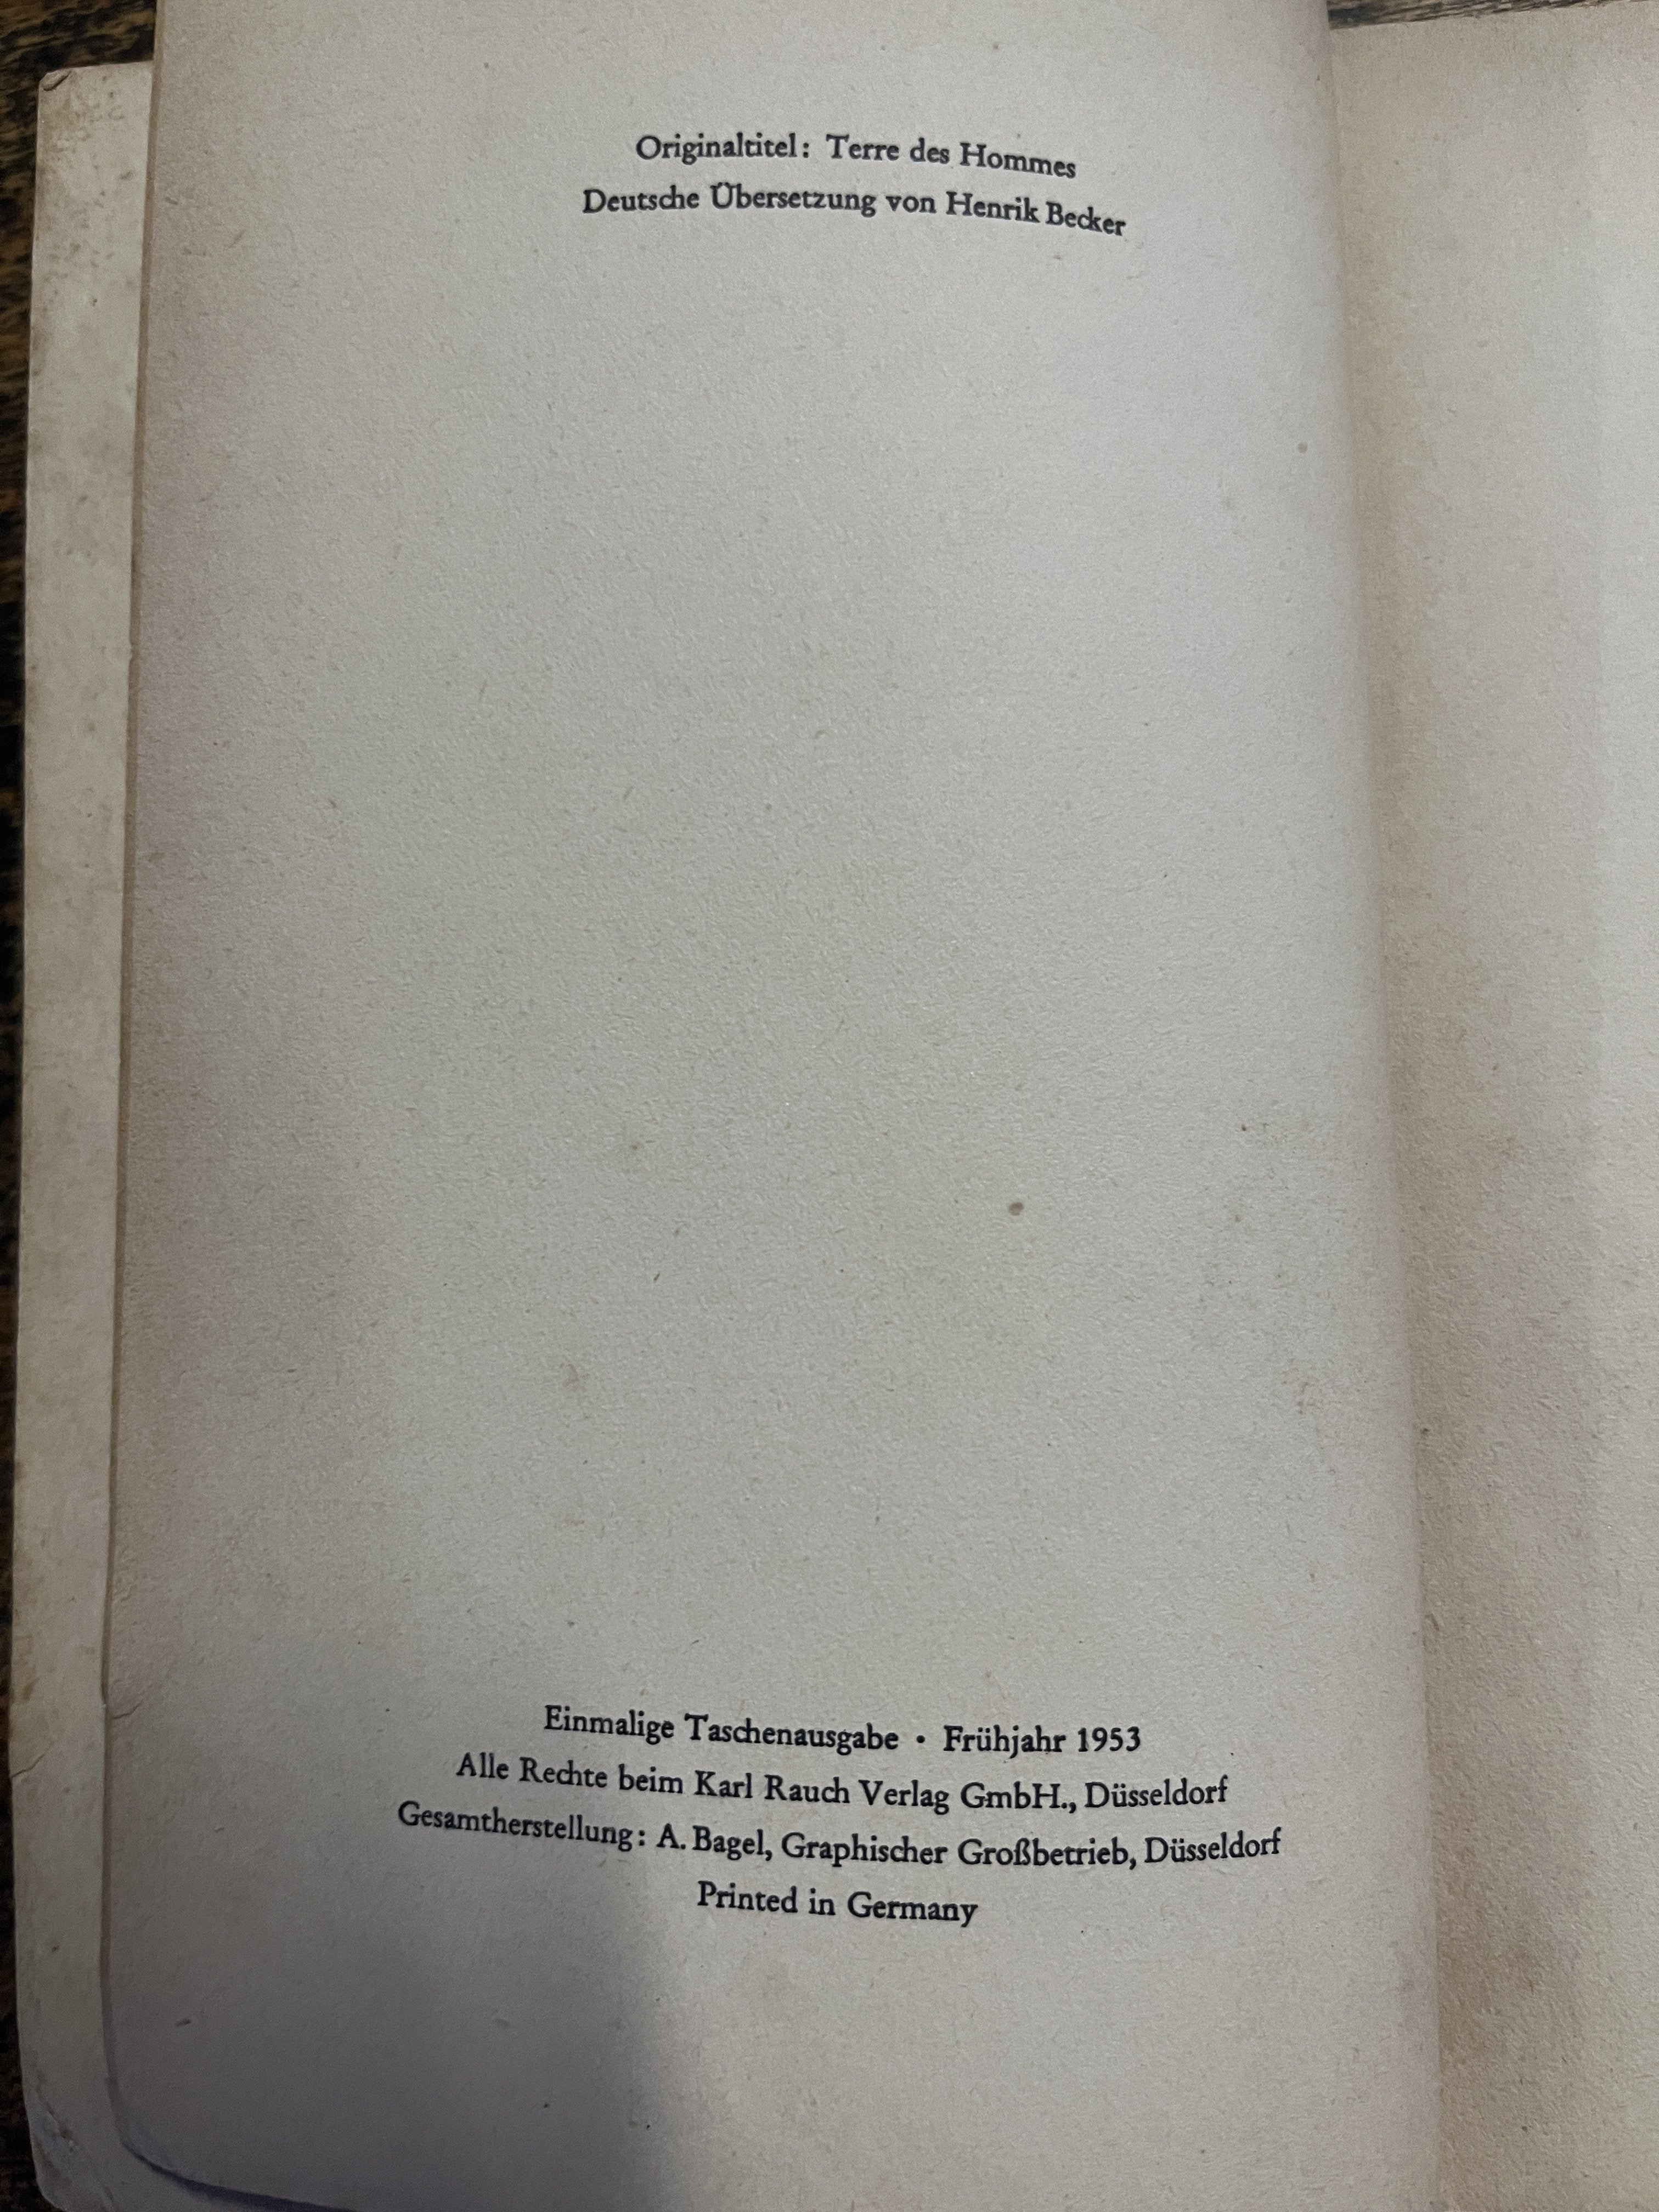 Originaltitel: Terre des Hommes
Deutsche Übersetzung von Henrik Becker
Einmalige Taschenausgabe • Frühjahr 1953
Alle Rechte beim Karl Rauch Verlag GmbH., Düsseldorf
Gesamtherstellung: A. Bagel, Graphischer Großbetrieb, Düsseldorf
Printed in Germany